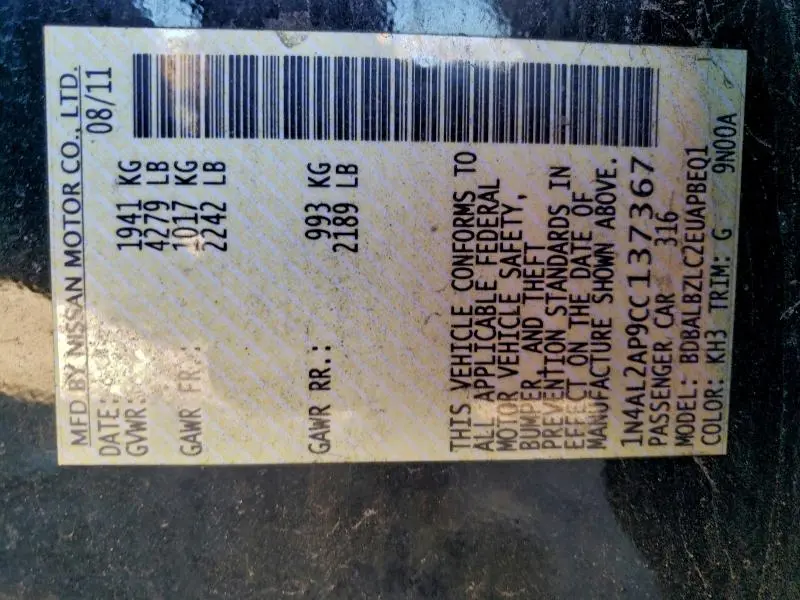 MFD BY NISSAN MOTOR CO., LTD.
DATE: 08/11
GVWR: 1941 KG
4279 LB
GAWR FR.: 1017 KG
2242 LB
GAWR RR.: 993 KG
2189 LB
THIS VEHICLE CONFORMS TO
ALL APPLICABLE FEDERAL
MOTOR VEHICLE SAFETY,
BUMPER AND THEFT
PREVENTION STANDARDS IN
EFFECT ON THE DATE OF
MANUFACTURE SHOWN ABOVE.
1N4AL2AP9CC137367
PASSENGER CAR 316
MODEL: BDBALBZLC2EUAPBEQ1
COLOR: KH3 TRIM: G 9N00A